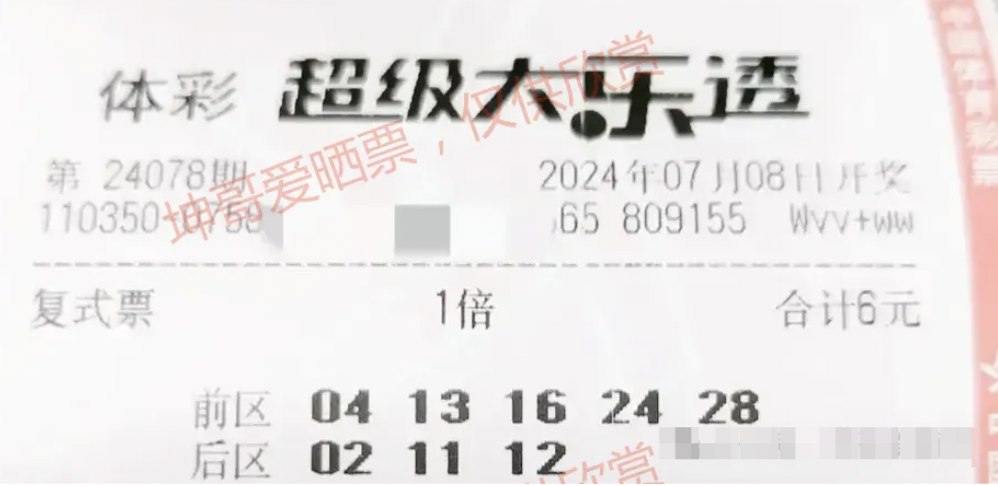 体彩 超级大乐透
坤哥爱晒票,仅供欣赏
第 24078期 2024年07月08日开奖
110350-0758 65 809155 Wvv+ww
复式票 1倍 合计6元
前区 04 13 16 24 28
后区 02 11 12
欣赏